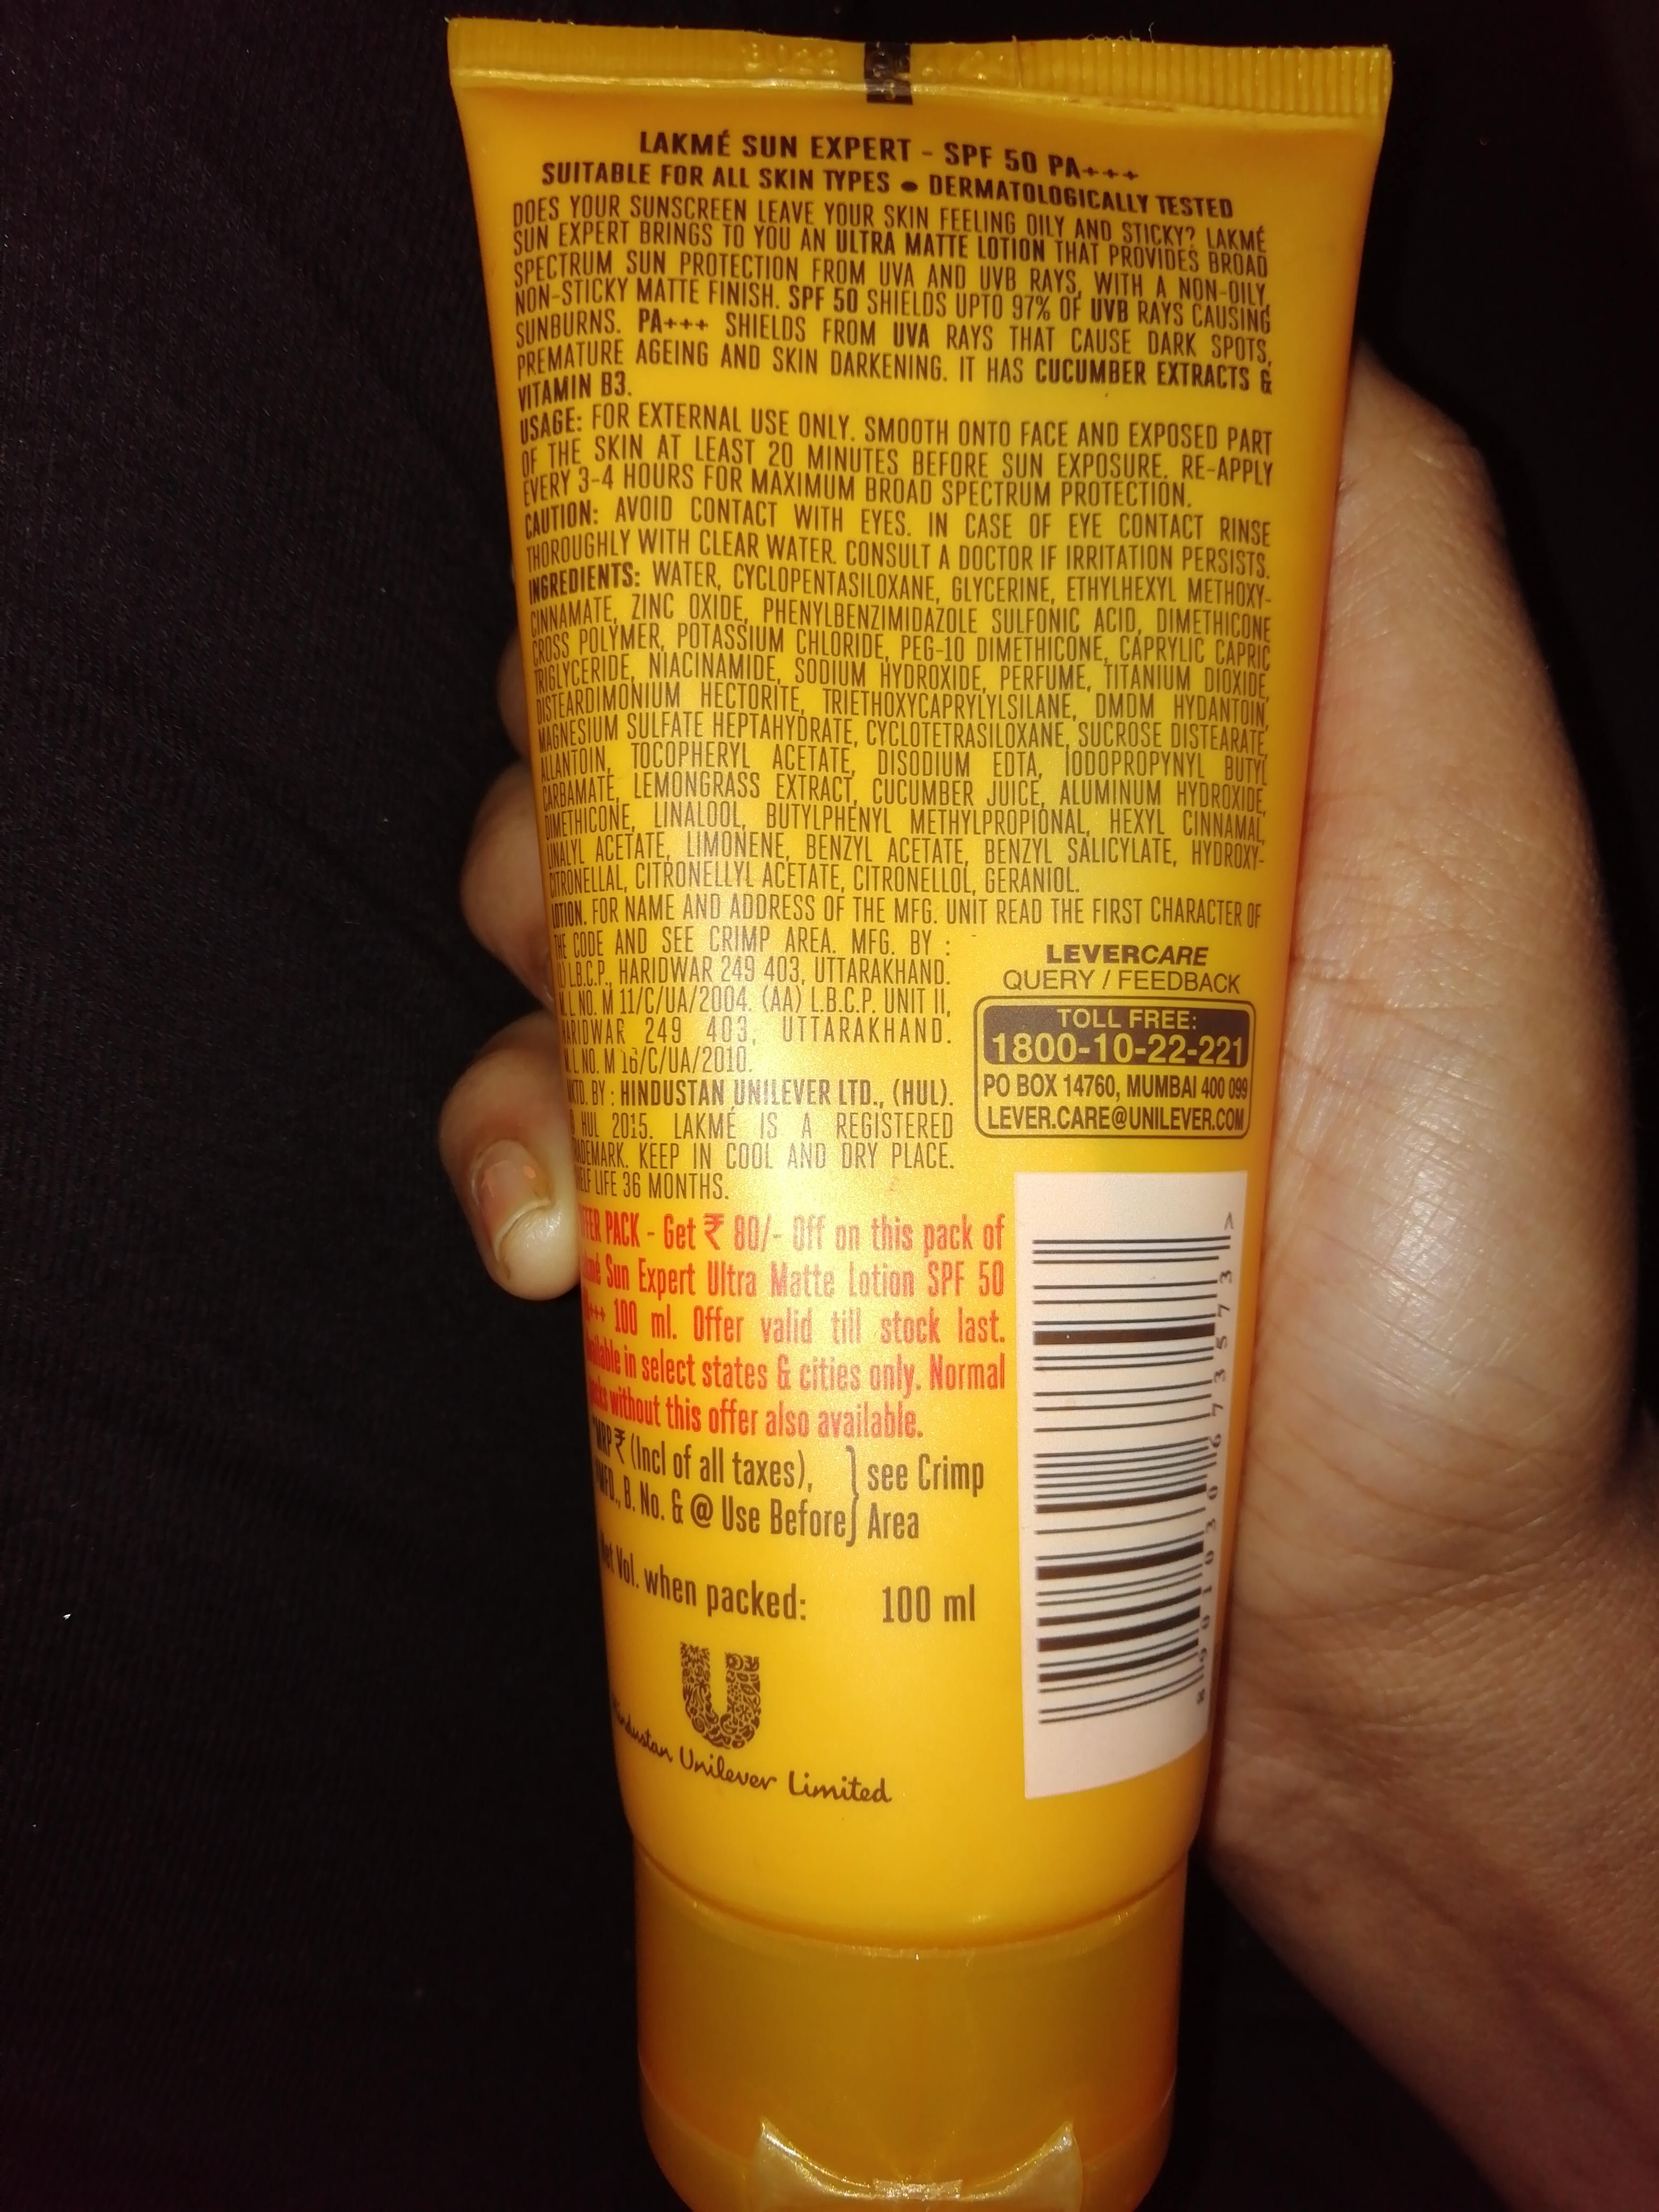 LAKMÉ SUN EXPERT - SPF 50 PA+++
SUITABLE FOR ALL SKIN TYPES ● DERMATOLOGICALLY TESTED
DOES YOUR SUNSCREEN LEAVE YOUR SKIN FEELING OILY AND STICKY? LAKMÉ
SUN EXPERT BRINGS TO YOU AN ULTRA MATTE LOTION THAT PROVIDES BROAD
SPECTRUM SUN PROTECTION FROM UVA AND UVB RAYS, WITH A NON-OILY,
NON-STICKY MATTE FINISH. SPF 50 SHIELDS UPTO 97% OF UVB RAYS CAUSING
SUNBURNS. PA+++ SHIELDS FROM UVA RAYS THAT CAUSE DARK SPOTS,
PREMATURE AGEING AND SKIN DARKENING. IT HAS CUCUMBER EXTRACTS &
VITAMIN B3.
USAGE: FOR EXTERNAL USE ONLY. SMOOTH ONTO FACE AND EXPOSED PART
OF THE SKIN AT LEAST 20 MINUTES BEFORE SUN EXPOSURE. RE-APPLY
EVERY 3-4 HOURS FOR MAXIMUM BROAD SPECTRUM PROTECTION.
CAUTION: AVOID CONTACT WITH EYES. IN CASE OF EYE CONTACT RINSE
THOROUGHLY WITH CLEAR WATER. CONSULT A DOCTOR IF IRRITATION PERSISTS.
INGREDIENTS: WATER, CYCLOPENTASILOXANE, GLYCERINE, ETHYLHEXYL METHOXY-
CINNAMATE, ZINC OXIDE, PHENYLBENZIMIDAZOLE SULFONIC ACID, DIMETHICONE
CROSS POLYMER, POTASSIUM CHLORIDE, PEG-10 DIMETHICONE, CAPRYLIC CAPRIC
TRIGLYCERIDE, NIACINAMIDE, SODIUM HYDROXIDE, PERFUME, TITANIUM DIOXIDE,
DISTEARDIMONIUM HECTORITE, TRIETHOXYCAPRYLYLSILANE, DMDM HYDANTOIN,
MAGNESIUM SULFATE HEPTAHYDRATE, CYCLOTETRASILOXANE, SUCROSE DISTEARATE,
ALLANTOIN, TOCOPHERYL ACETATE, DISODIUM EDTA, IODOPROPYNYL BUTYL
CARBAMATE, LEMONGRASS EXTRACT, CUCUMBER JUICE, ALUMINUM HYDROXIDE,
DIMETHICONE, LINALOOL, BUTYLPHENYL METHYLPROPIONAL, HEXYL CINNAMAL,
LINALYL ACETATE, LIMONENE, BENZYL ACETATE, BENZYL SALICYLATE, HYDROXY-
CITRONELLAL, CITRONELLYL ACETATE, CITRONELLOL, GERANIOL.
LOTION. FOR NAME AND ADDRESS OF THE MFG. UNIT READ THE FIRST CHARACTER OF
THE CODE AND SEE CRIMP AREA. MFG. BY :
L.B.C.P., HARIDWAR 249 403, UTTARAKHAND.
M.L NO. M 11/C/UA/2004. (AA) L.B.C.P. UNIT II,
HARIDWAR 249 403, UTTARAKHAND.
M.L NO. M 16/C/UA/2010.
MKTD. BY : HINDUSTAN UNILEVER LTD., (HUL).
HUL 2015. LAKMÉ IS A REGISTERED
TRADEMARK. KEEP IN COOL AND DRY PLACE.
SHELF LIFE 36 MONTHS.
LEVERCARE
QUERY / FEEDBACK
TOLL FREE:
1800-10-22-221
PO BOX 14760, MUMBAI 400 099
LEVER.CARE@UNILEVER.COM
OFFER PACK - Get ₹ 80/- Off on this pack of
Lakmé Sun Expert Ultra Matte Lotion SPF 50
PA+++ 100 ml. Offer valid till stock last.
Available in select states & cities only. Normal
packs without this offer also available.
*MRP ₹ (Incl of all taxes),
MFD., B. No. & @ Use Before
see Crimp
Area
Net Vol. when packed: 100 ml
Hindustan Unilever Limited
8 901030 673573 >